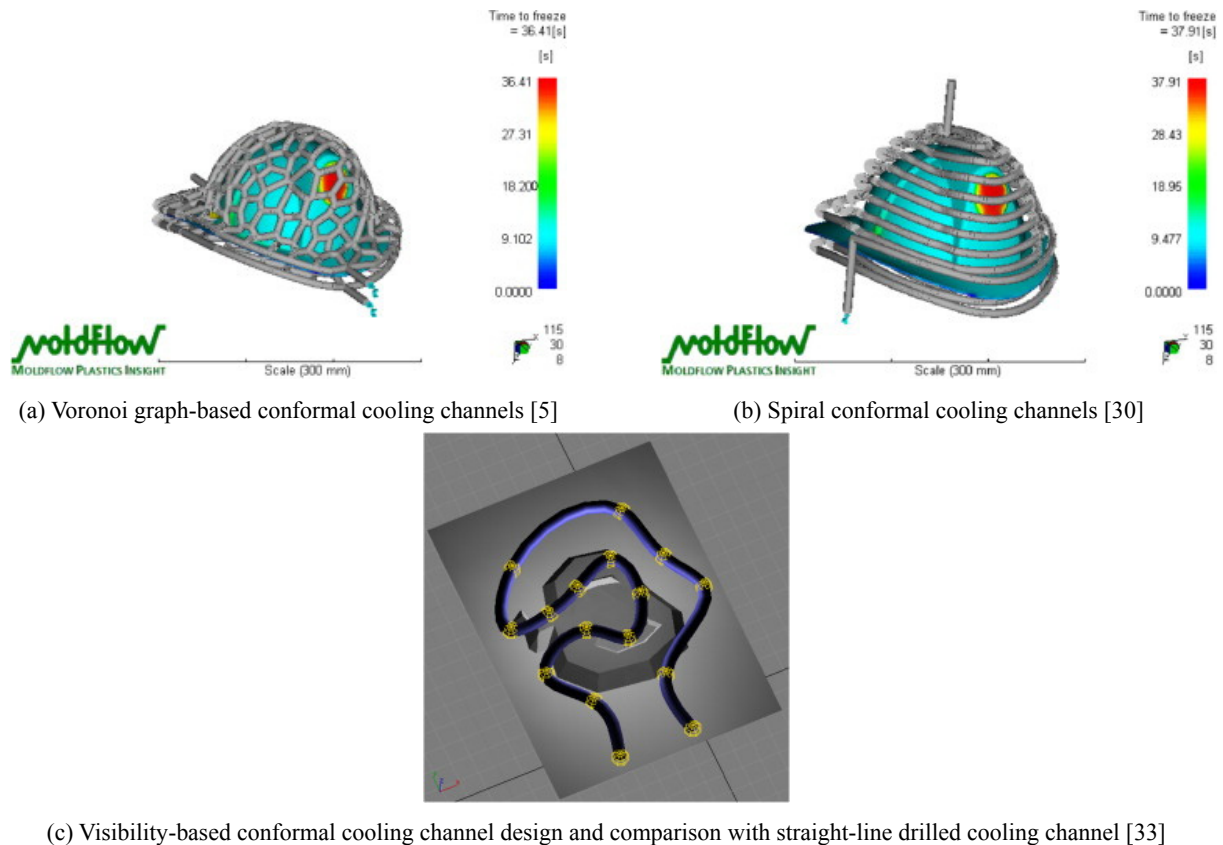 Time to freeze
= 36.41[s]
[s]
36.41
27.31
18.200
9.102
0.0000
115
30
8
moldflow
MOLDFLOW PLASTICS INSIGHT
Scale (300 mm)
(a) Voronoi graph-based conformal cooling channels [5]
Time to freeze
= 37.91[s]
[s]
37.91
28.43
18.95
9.477
0.0000
115
30
8
moldflow
MOLDFLOW PLASTICS INSIGHT
Scale (300 mm)
(b) Spiral conformal cooling channels [30]
(c) Visibility-based conformal cooling channel design and comparison with straight-line drilled cooling channel [33]